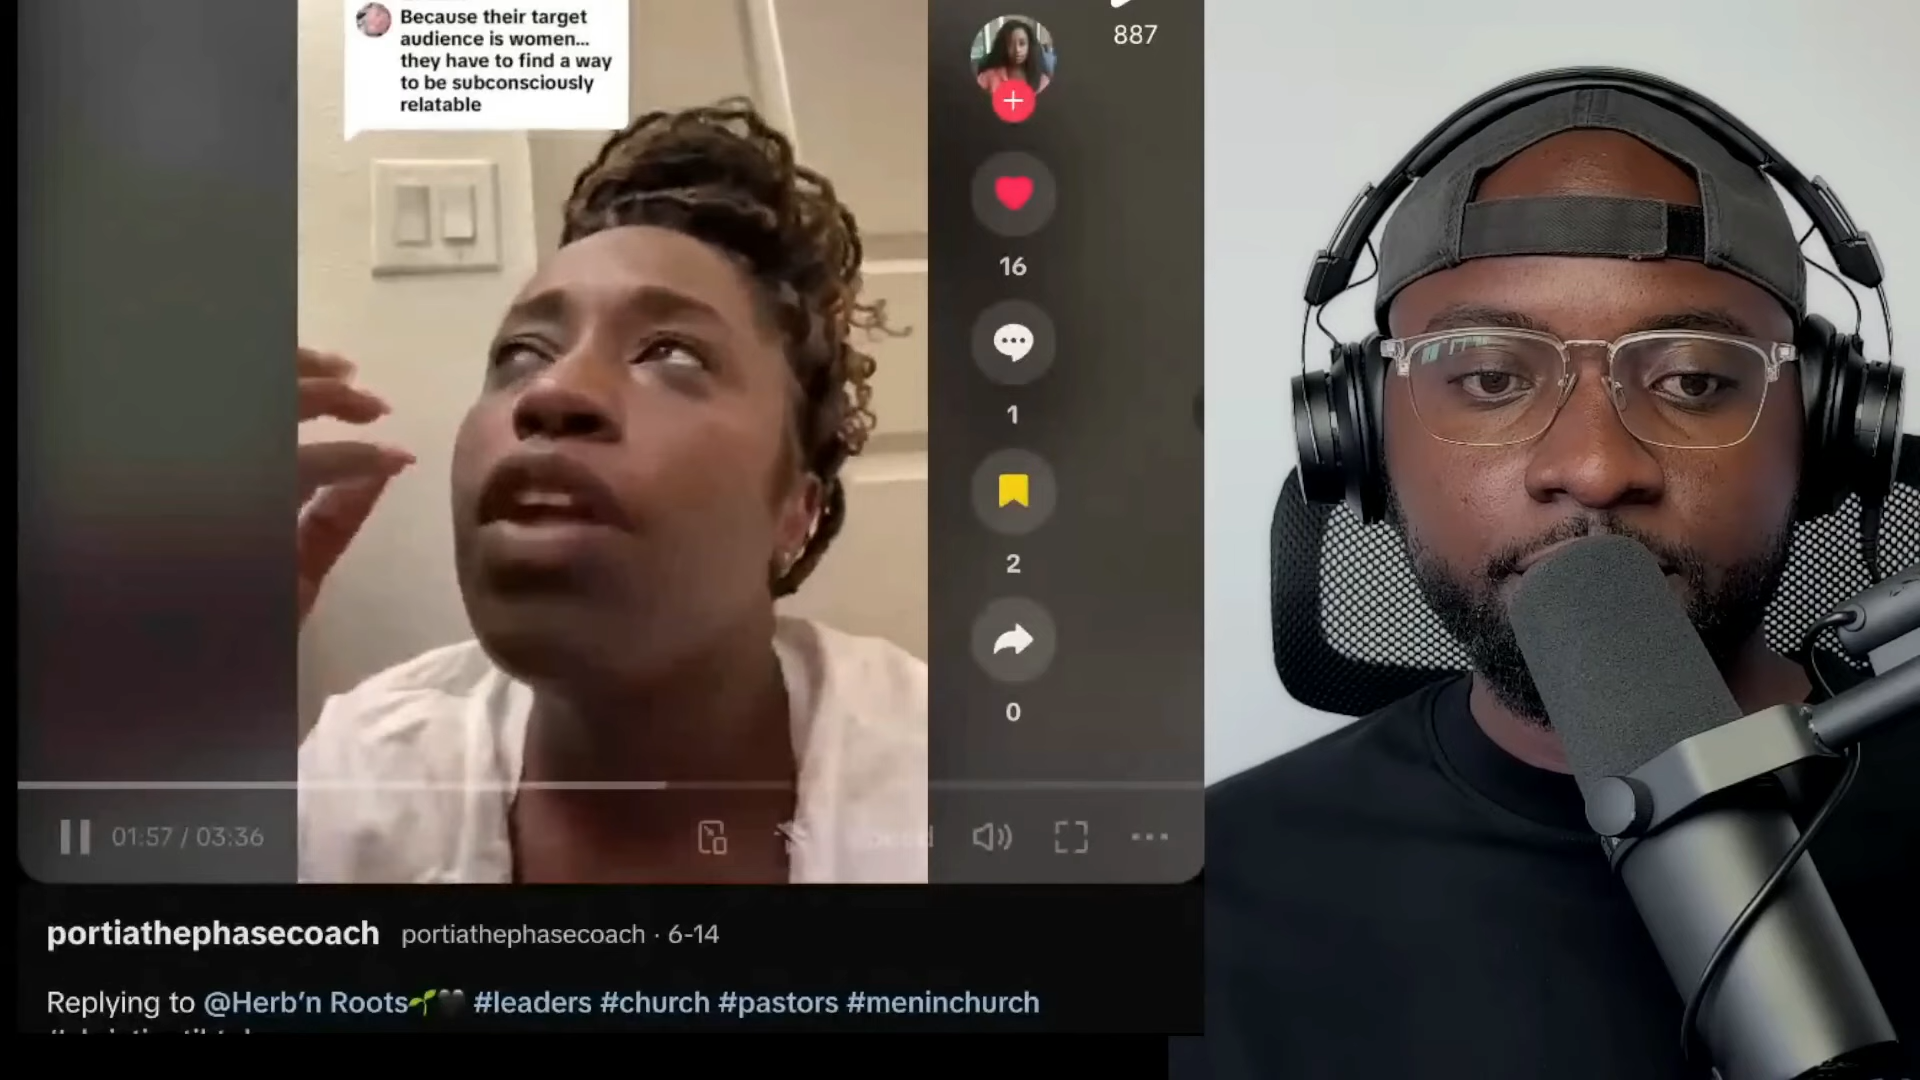 Because their target
audience is women...
they have to find a way
to be subconsciously
relatable
887
16
1
2
0
01:57 / 03:36
portiathephasecoach portiathephasecoach · 6-14
Replying to @Herb'n Roots🌱🖤 #leaders #church #pastors #meninchurch